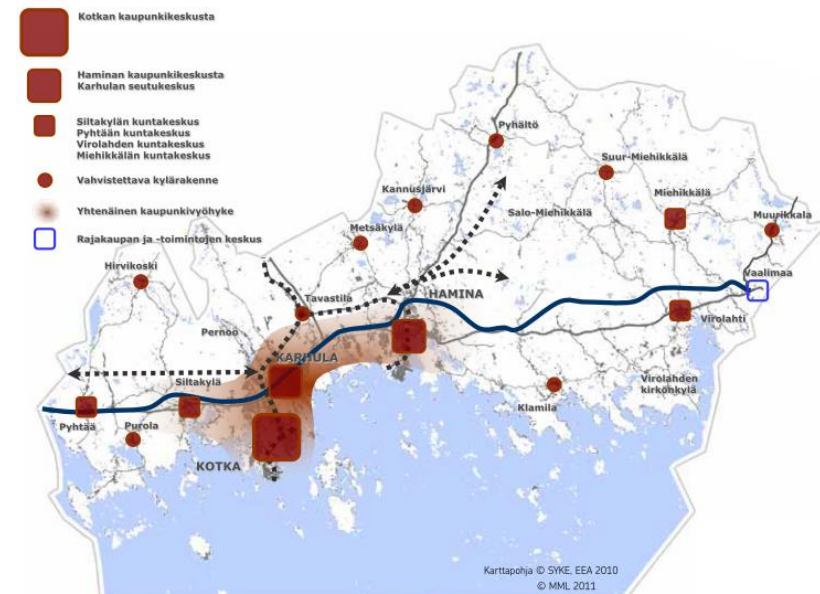 Kotkan kaupunkikeskusta
Haminan kaupunkikeskusta
Karhulan seutukeskus
Siltakylän kuntakeskus
Pyhtään kuntakeskus
Virolahden kuntakeskus
Miehikkälän kuntakeskus
Vahvistettava kylärakenne
Yhtenäinen kaupunkivyöhyke
Rajakaupan ja -toimintojen keskus
Pyhältö
Suur-Miehikkälä
Kannusjärvi
Miehikkälä
Salo-Miehikkälä
Muurikkala
Metsäkylä
Hirvikoski
Vaalimaa
Tavastila
HAMINA
Virolahti
Pernoo
KARHULA
Siltakylä
Virolahden
kirkonkylä
Klamila
Pyhtää
Purola
KOTKA
Karttapohja © SYKE, EEA 2010
© MML 2011